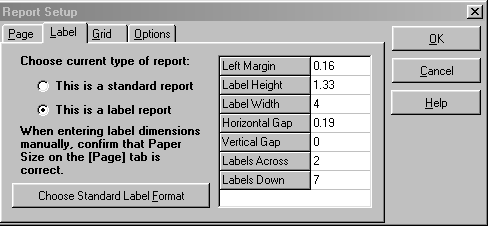 Report Setup
Page Label Grid Options
Choose current type of report:
This is a standard report
This is a label report
When entering label dimensions
manually, confirm that Paper
Size on the [Page] tab is
correct.
Choose Standard Label Format
Left Margin 0.16
Label Height 1.33
Label Width 4
Horizontal Gap 0.19
Vertical Gap 0
Labels Across 2
Labels Down 7
OK
Cancel
Help